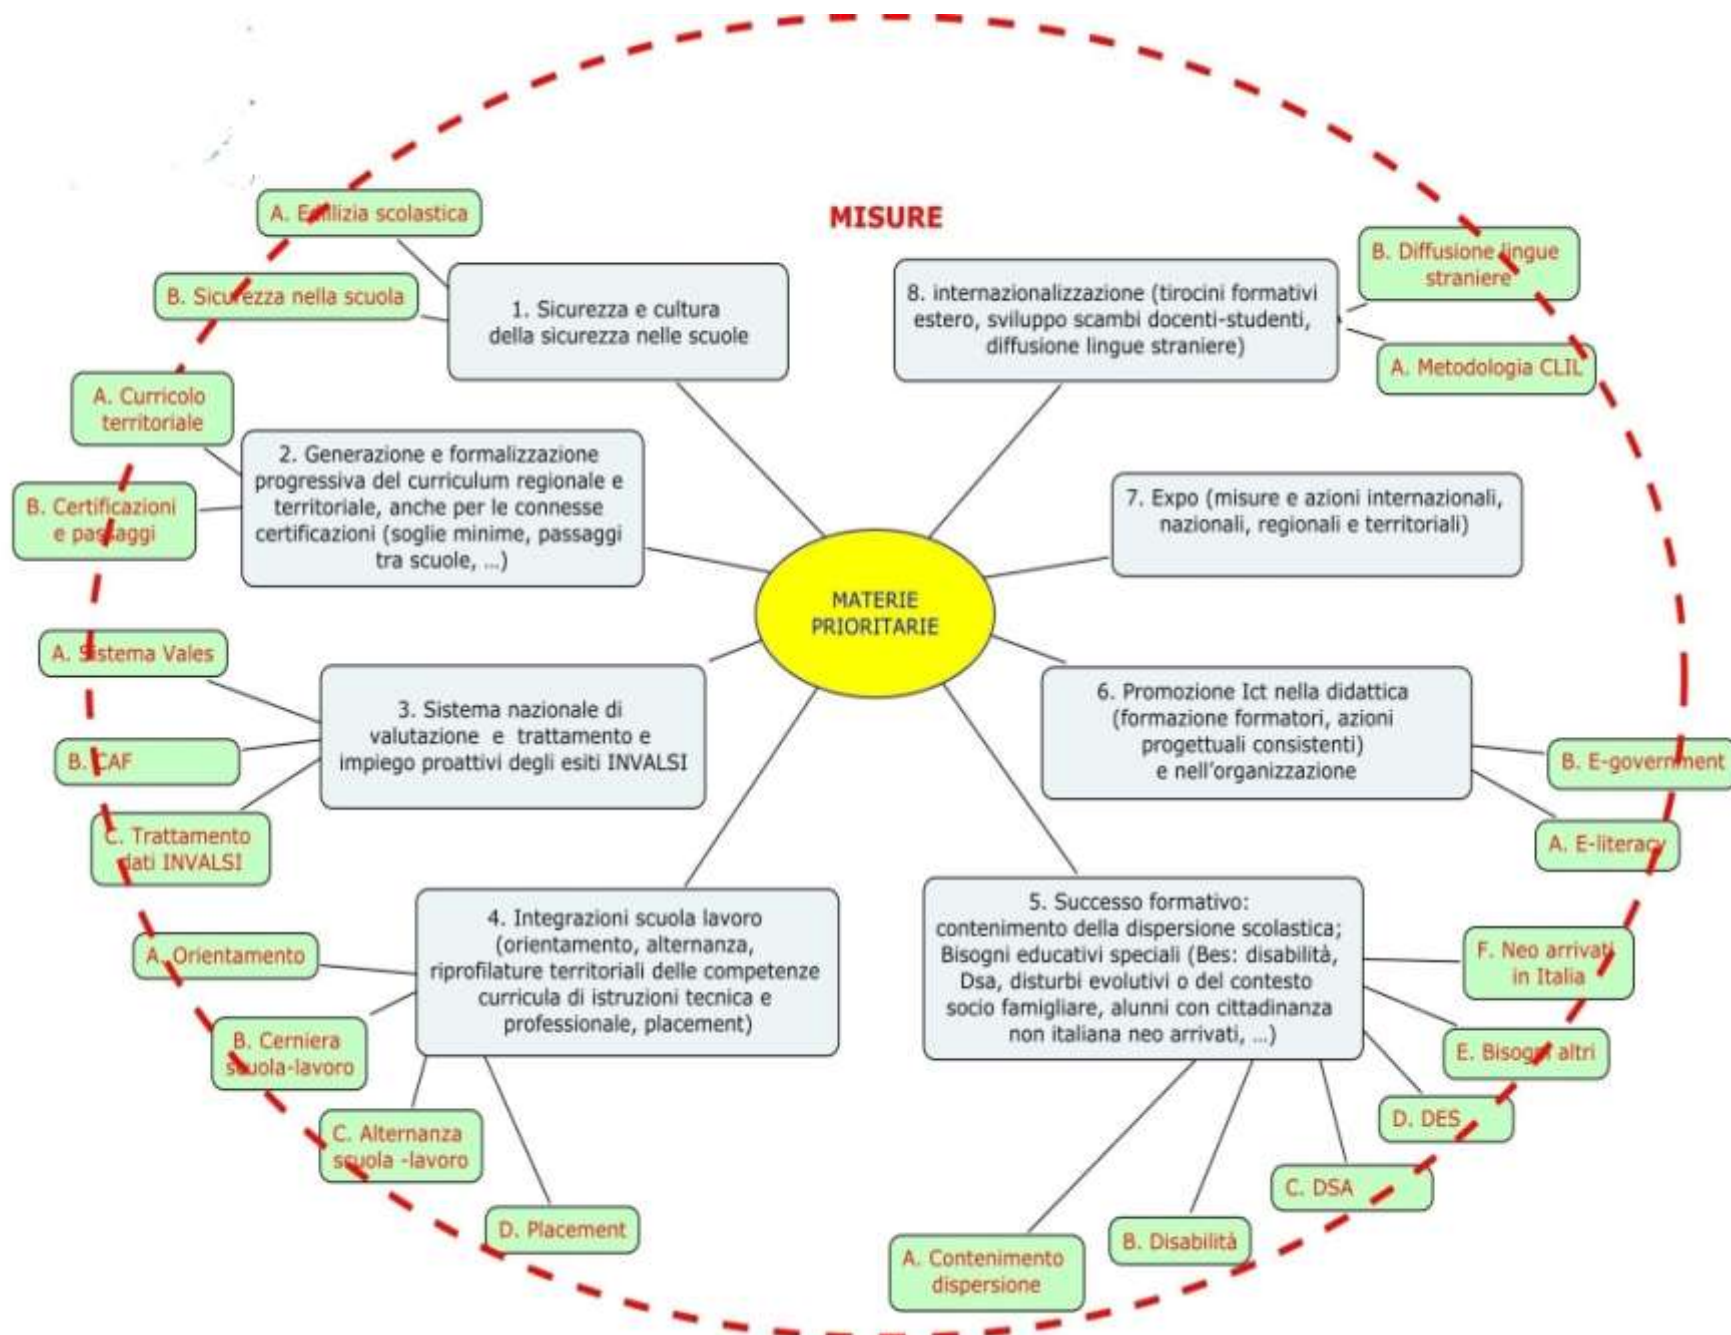 MISURE
A. Edilizia scolastica
B. Sicurezza nella scuola
1. Sicurezza e cultura
della sicurezza nelle scuole
8. internazionalizzazione (tirocini formativi
estero, sviluppo scambi docenti-studenti,
diffusione lingue straniere)
B. Diffusione lingue
straniere
A. Metodologia CLIL
A. Curricolo
territoriale
B. Certificazioni
e passaggi
2. Generazione e formalizzazione
progressiva del curriculum regionale e
territoriale, anche per le connesse
certificazioni (soglie minime, passaggi
tra scuole, ...)
7. Expo (misure e azioni internazionali,
nazionali, regionali e territoriali)
MATERIE
PRIORITARIE
A. Sistema Vales
B. CAF
C. Trattamento
dati INVALSI
3. Sistema nazionale di
valutazione e trattamento e
impiego proattivi degli esiti INVALSI
6. Promozione Ict nella didattica
(formazione formatori, azioni
progettuali consistenti)
e nell'organizzazione
B. E-government
A. E-literacy
4. Integrazioni scuola lavoro
(orientamento, alternanza,
riprofilature territoriali delle competenze
curricula di istruzioni tecnica e
professionale, placement)
A. Orientamento
B. Cerniera
scuola-lavoro
C. Alternanza
scuola -lavoro
D. Placement
5. Successo formativo:
contenimento della dispersione scolastica;
Bisogni educativi speciali (Bes: disabilità,
Dsa, disturbi evolutivi o del contesto
socio famigliare, alunni con cittadinanza
non italiana neo arrivati, ...)
F. Neo arrivati
in Italia
E. Bisogni altri
D. DES
C. DSA
B. Disabilità
A. Contenimento
dispersione